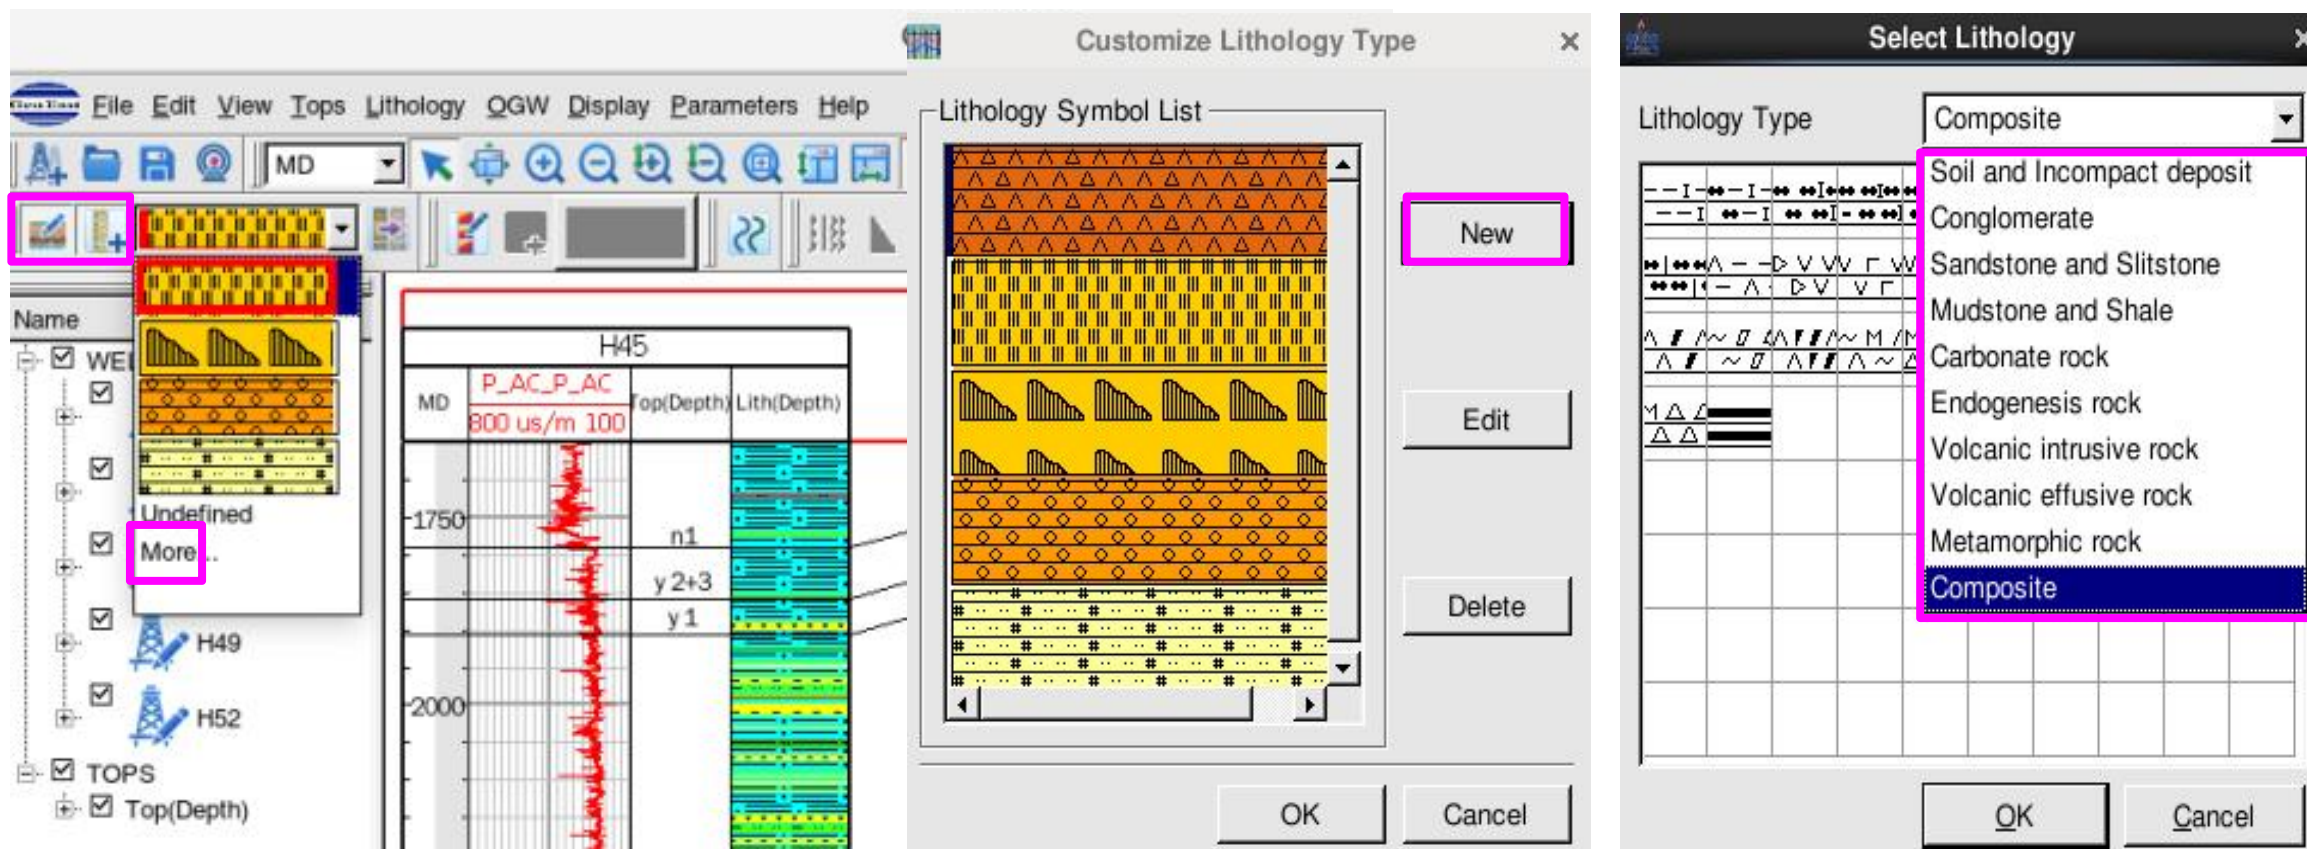 File Edit View Tops Lithology OGW Display Parameters Help
MD
Name
Undefined
More...
H49
H52
TOPS
Top(Depth)
H45
MD
P_AC_P_AC
800 us/m 100
Top(Depth)
Lith(Depth)
1750
n1
y 2+3
y 1
2000
Customize Lithology Type
Lithology Symbol List
New
Edit
Delete
OK
Cancel
Select Lithology
Lithology Type
Composite
Soil and Incompact deposit
Conglomerate
Sandstone and Slitstone
Mudstone and Shale
Carbonate rock
Endogenesis rock
Volcanic intrusive rock
Volcanic effusive rock
Metamorphic rock
Composite
OK
Cancel